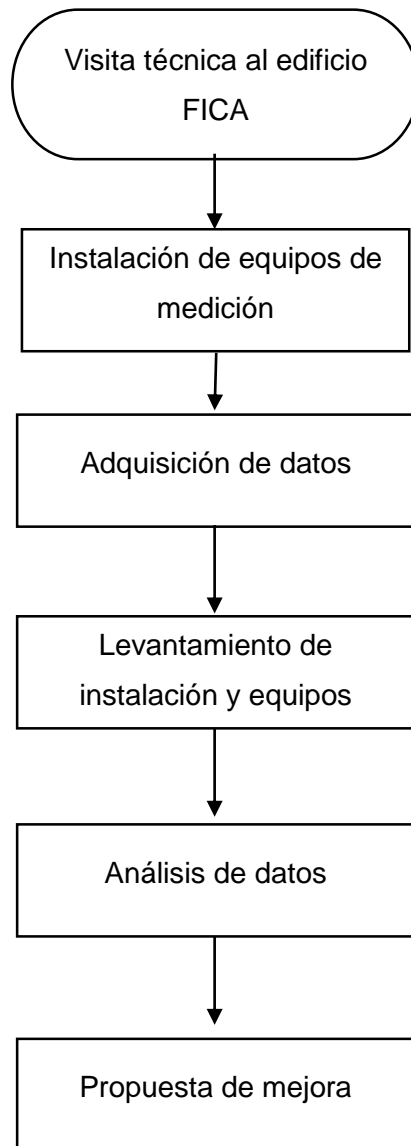 Visita técnica al edificio
FICA
Instalación de equipos de
medición
Adquisición de datos
Levantamiento de
instalación y equipos
Análisis de datos
Propuesta de mejora